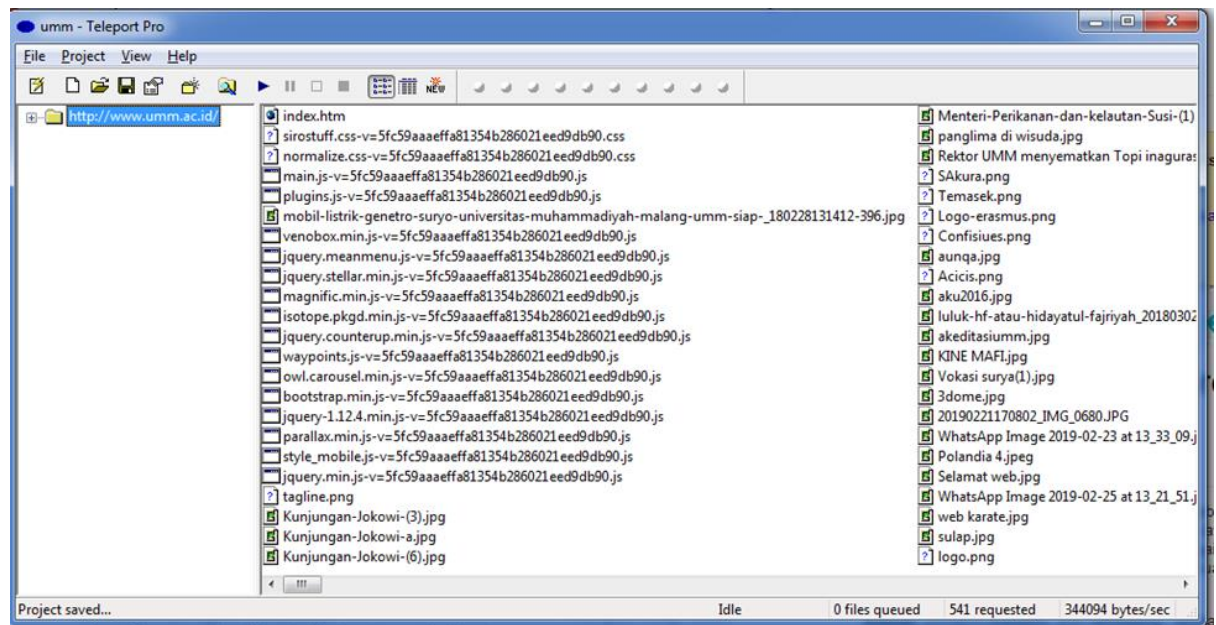 umm - Teleport Pro
File Project View Help
NEW
http://www.umm.ac.id/
index.htm
sirostuff.css-v=5fc59aaaeffa81354b286021eed9db90.css
normalize.css-v=5fc59aaaeffa81354b286021eed9db90.css
main.js-v=5fc59aaaeffa81354b286021eed9db90.js
plugins.js-v=5fc59aaaeffa81354b286021eed9db90.js
mobil-listrik-genetro-suryo-universitas-muhammadiyah-malang-umm-siap-_180228131412-396.jpg
venobox.min.js-v=5fc59aaaeffa81354b286021eed9db90.js
jquery.meanmenu.js-v=5fc59aaaeffa81354b286021eed9db90.js
jquery.stellar.min.js-v=5fc59aaaeffa81354b286021eed9db90.js
magnific.min.js-v=5fc59aaaeffa81354b286021eed9db90.js
isotope.pkgd.min.js-v=5fc59aaaeffa81354b286021eed9db90.js
jquery.counterup.min.js-v=5fc59aaaeffa81354b286021eed9db90.js
waypoints.js-v=5fc59aaaeffa81354b286021eed9db90.js
owl.carousel.min.js-v=5fc59aaaeffa81354b286021eed9db90.js
bootstrap.min.js-v=5fc59aaaeffa81354b286021eed9db90.js
jquery-1.12.4.min.js-v=5fc59aaaeffa81354b286021eed9db90.js
parallax.min.js-v=5fc59aaaeffa81354b286021eed9db90.js
style_mobile.js-v=5fc59aaaeffa81354b286021eed9db90.js
jquery.min.js-v=5fc59aaaeffa81354b286021eed9db90.js
tagline.png
Kunjungan-Jokowi-(3).jpg
Kunjungan-Jokowi-a.jpg
Kunjungan-Jokowi-(6).jpg
Menteri-Perikanan-dan-kelautan-Susi-(1)
panglima di wisuda.jpg
Rektor UMM menyematkan Topi inaguras
SAkura.png
Temasek.png
Logo-erasmus.png
Confisiues.png
aunqa.jpg
Acicis.png
aku2016.jpg
luluk-hf-atau-hidayatul-fajriyah_20180302
akeditasiumm.jpg
KINE MAFI.jpg
Vokasi surya(1).jpg
3dome.jpg
20190221170802_IMG_0680.JPG
WhatsApp Image 2019-02-23 at 13_33_09.j
Polandia 4.jpeg
Selamat web.jpg
WhatsApp Image 2019-02-25 at 13_21_51.j
web karate.jpg
sulap.jpg
logo.png
Project saved... Idle 0 files queued 541 requested 344094 bytes/sec